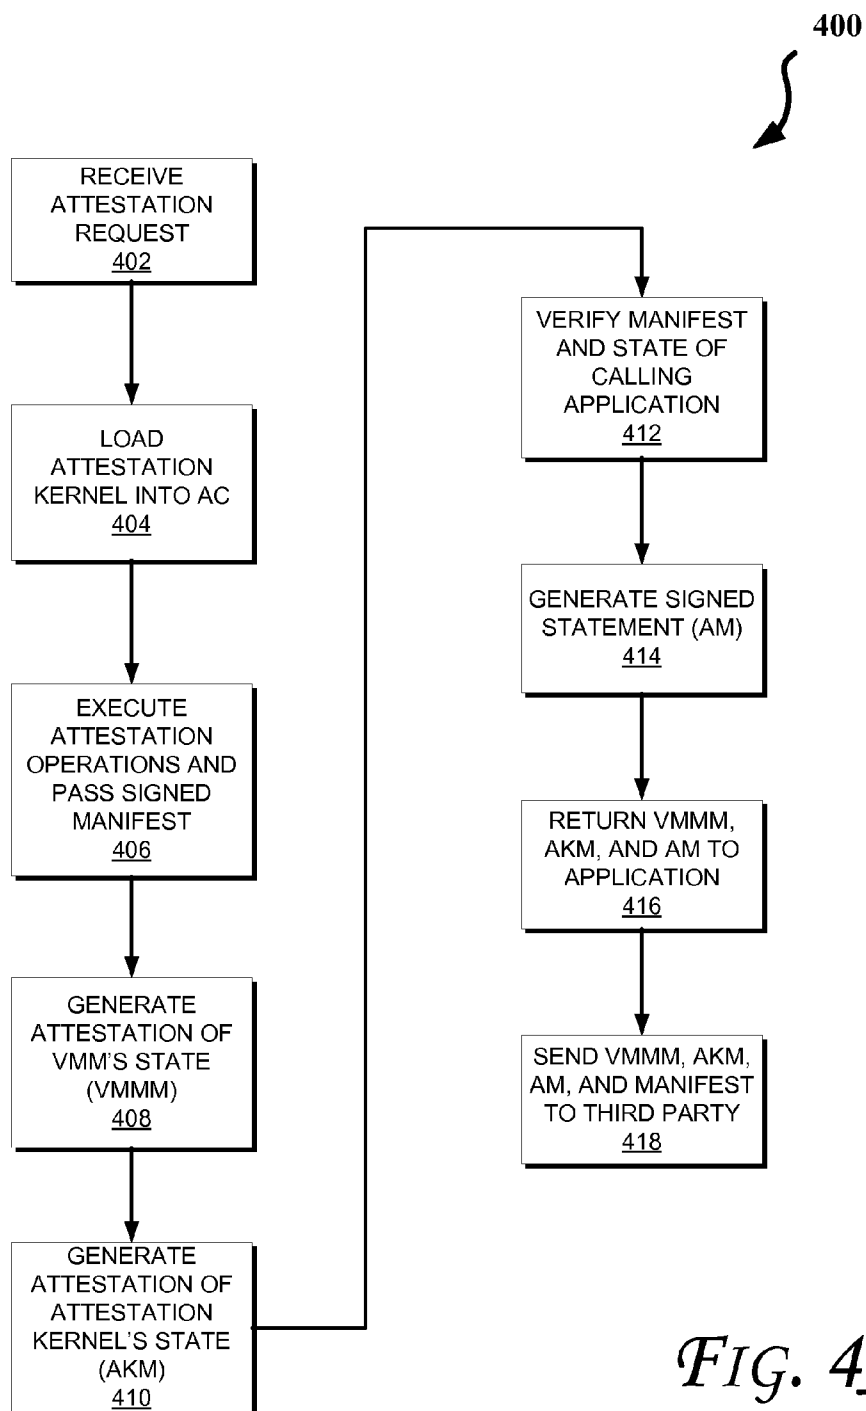 400
RECEIVE
ATTESTATION
REQUEST
402
LOAD
ATTESTATION
KERNEL INTO AC
404
EXECUTE
ATTESTATION
OPERATIONS AND
PASS SIGNED
MANIFEST
406
GENERATE
ATTESTATION OF
VMM'S STATE
(VMMM)
408
GENERATE
ATTESTATION OF
ATTESTATION
KERNEL'S STATE
(AKM)
410
VERIFY MANIFEST
AND STATE OF
CALLING
APPLICATION
412
GENERATE SIGNED
STATEMENT (AM)
414
RETURN VMMM,
AKM, AND AM TO
APPLICATION
416
SEND VMMM, AKM,
AM, AND MANIFEST
TO THIRD PARTY
418
FIG. 4